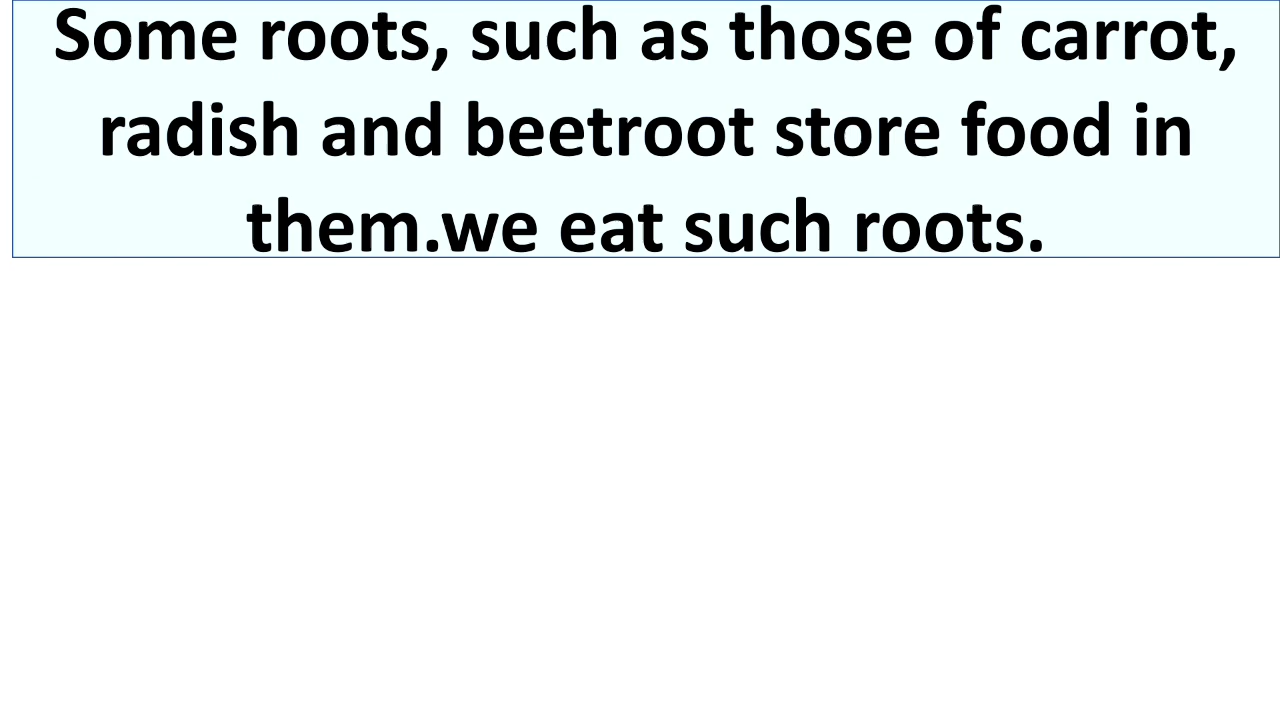 Some roots, such as those of carrot,
radish and beetroot store food in
them.we eat such roots.